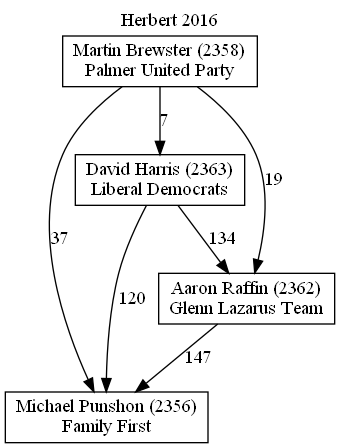 Herbert 2016
Martin Brewster (2358)
Palmer United Party
7
David Harris (2363)
Liberal Democrats
19
37
134
120
Aaron Raffin (2362)
Glenn Lazarus Team
147
Michael Punshon (2356)
Family First